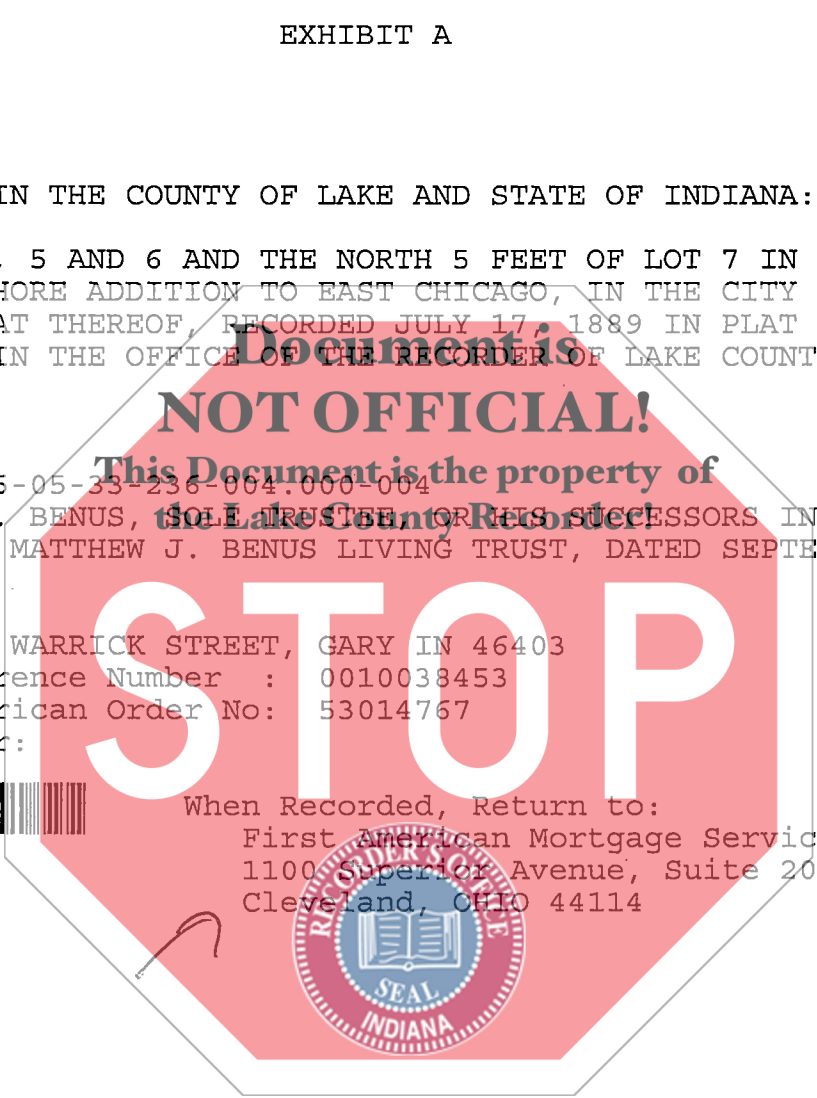 EXHIBIT A
IN THE COUNTY OF LAKE AND STATE OF INDIANA:
5 AND 6 AND THE NORTH 5 FEET OF LOT 7 IN
HORE ADDITION TO EAST CHICAGO, IN THE CITY
AT THEREOF, RECORDED JULY 17, 1889 IN PLAT
IN THE OFFICE OF THE RECORDER OF LAKE COUNT
Document is
NOT OFFICIAL!
This Document is the property of
the Lake County Recorder!
5-05-33-236-004.000-004
. BENUS, SOLE TRUSTEE, OR HIS SUCCESSORS IN
MATTHEW J. BENUS LIVING TRUST, DATED SEPTE
STOP
WARRICK STREET, GARY IN 46403
rence Number : 0010038453
rican Order No: 53014767
r:
When Recorded, Return to:
First American Mortgage Servic
1100 Superior Avenue, Suite 20
Cleveland, OHIO 44114
RECORDER'S OFFICE
SEAL
INDIANA